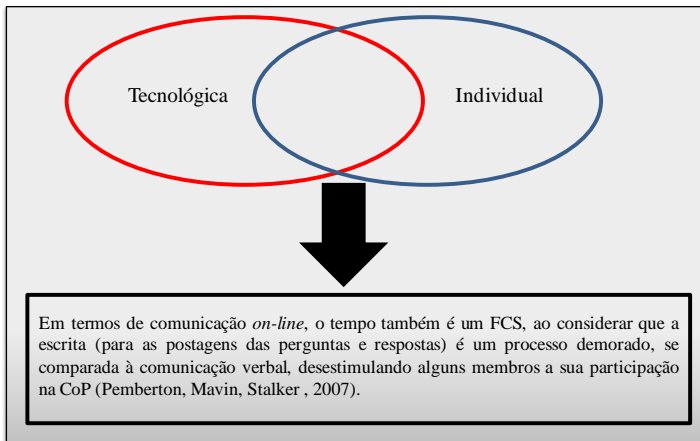 Tecnológica
Individual
Em termos de comunicação on-line, o tempo também é um FCS, ao considerar que a
escrita (para as postagens das perguntas e respostas) é um processo demorado, se
comparada à comunicação verbal, desestimulando alguns membros a sua participação
na CoP (Pemberton, Mavin, Stalker , 2007).